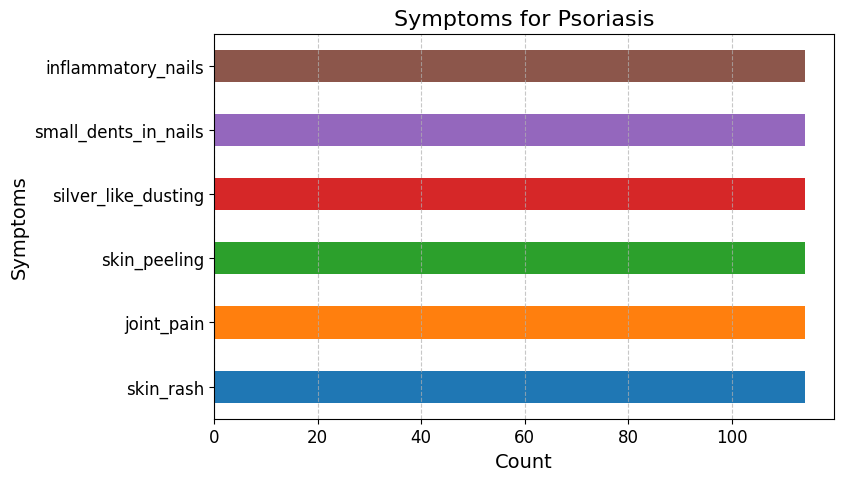 Symptoms for Psoriasis
Symptoms
inflammatory_nails
small_dents_in_nails
silver_like_dusting
skin_peeling
joint_pain
skin_rash
0 20 40 60 80 100
Count